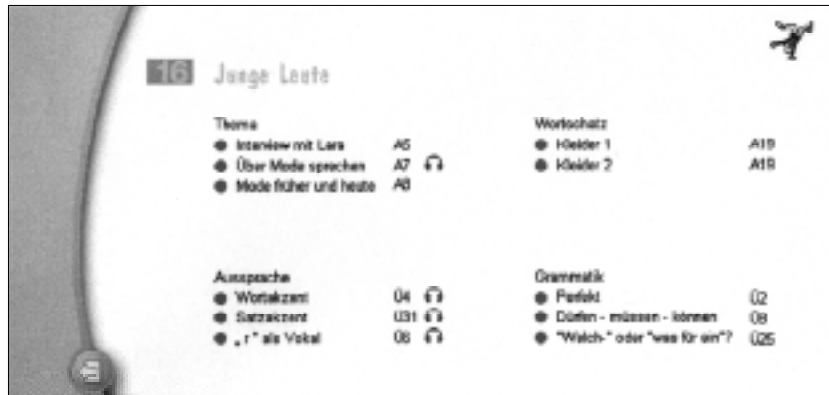 16 Junge Leute
Thema
Interview mit Lara A5
Über Mode sprechen A7
Mode früher und heute A8
Wortschatz
Kleider 1 A19
Kleider 2 A19
Aussprache
Wortakzent Ü4
Satzakzent Ü31
„r" als Vokal Ü6
Grammatik
Perfekt Ü2
Dürfen - müssen - können Ü9
"Welch-" oder "was für ein"? Ü25